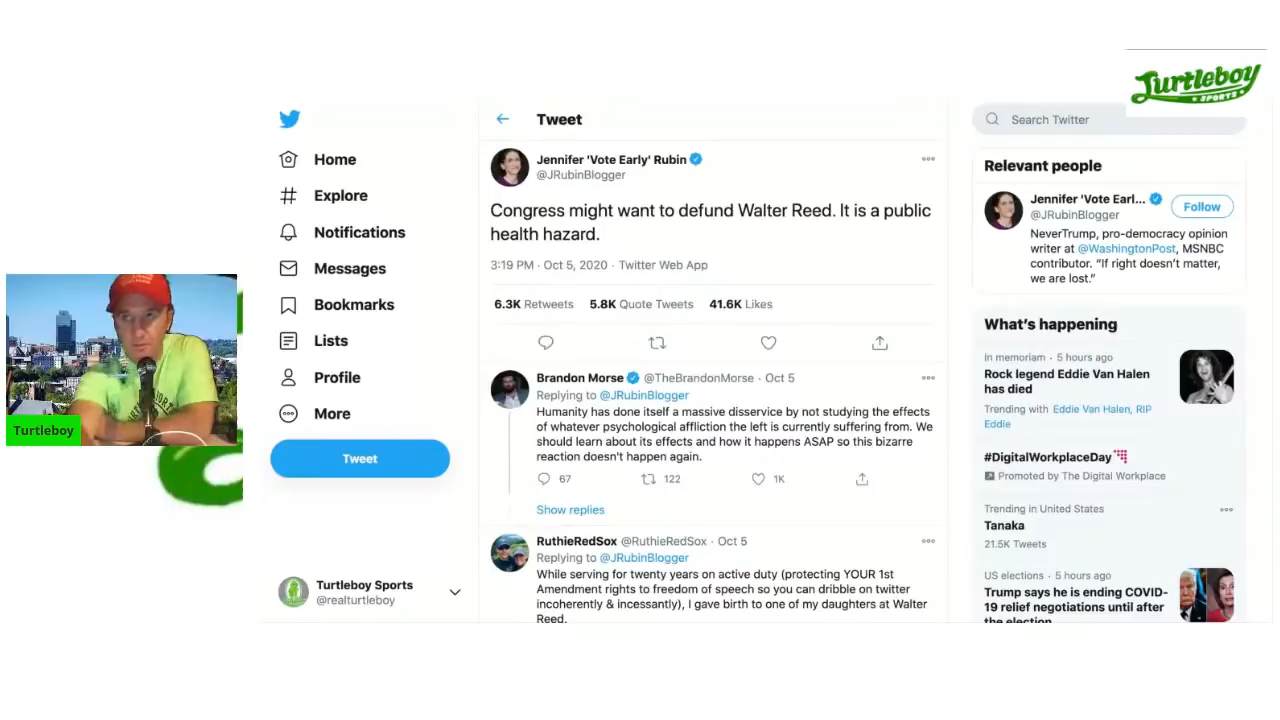 Turtleboy
SPORTS
Home
Explore
Notifications
Messages
Bookmarks
Lists
Profile
More
Tweet
Turtleboy Sports
@realturtleboy
Turtleboy
Tweet
Jennifer 'Vote Early' Rubin
@JRubinBlogger
Congress might want to defund Walter Reed. It is a public
health hazard.
3:19 PM · Oct 5, 2020 · Twitter Web App
6.3K Retweets 5.8K Quote Tweets 41.6K Likes
Brandon Morse @TheBrandonMorse · Oct 5
Replying to @JRubinBlogger
Humanity has done itself a massive disservice by not studying the effects
of whatever psychological affliction the left is currently suffering from. We
should learn about its effects and how it happens ASAP so this bizarre
reaction doesn't happen again.
67 122 1K
Show replies
RuthieRedSox @RuthieRedSox · Oct 5
Replying to @JRubinBlogger
While serving for twenty years on active duty (protecting YOUR 1st
Amendment rights to freedom of speech so you can dribble on twitter
incoherently & incessantly), I gave birth to one of my daughters at Walter
Reed.
Search Twitter
Relevant people
Jennifer 'Vote Earl...
@JRubinBlogger
Follow
NeverTrump, pro-democracy opinion
writer at @WashingtonPost, MSNBC
contributor. “If right doesn’t matter,
we are lost.”
What’s happening
In memoriam · 5 hours ago
Rock legend Eddie Van Halen
has died
Trending with Eddie Van Halen, RIP
Eddie
#DigitalWorkplaceDay
Promoted by The Digital Workplace
Trending in United States
Tanaka
21.5K Tweets
US elections · 5 hours ago
Trump says he is ending COVID-
19 relief negotiations until after
the election